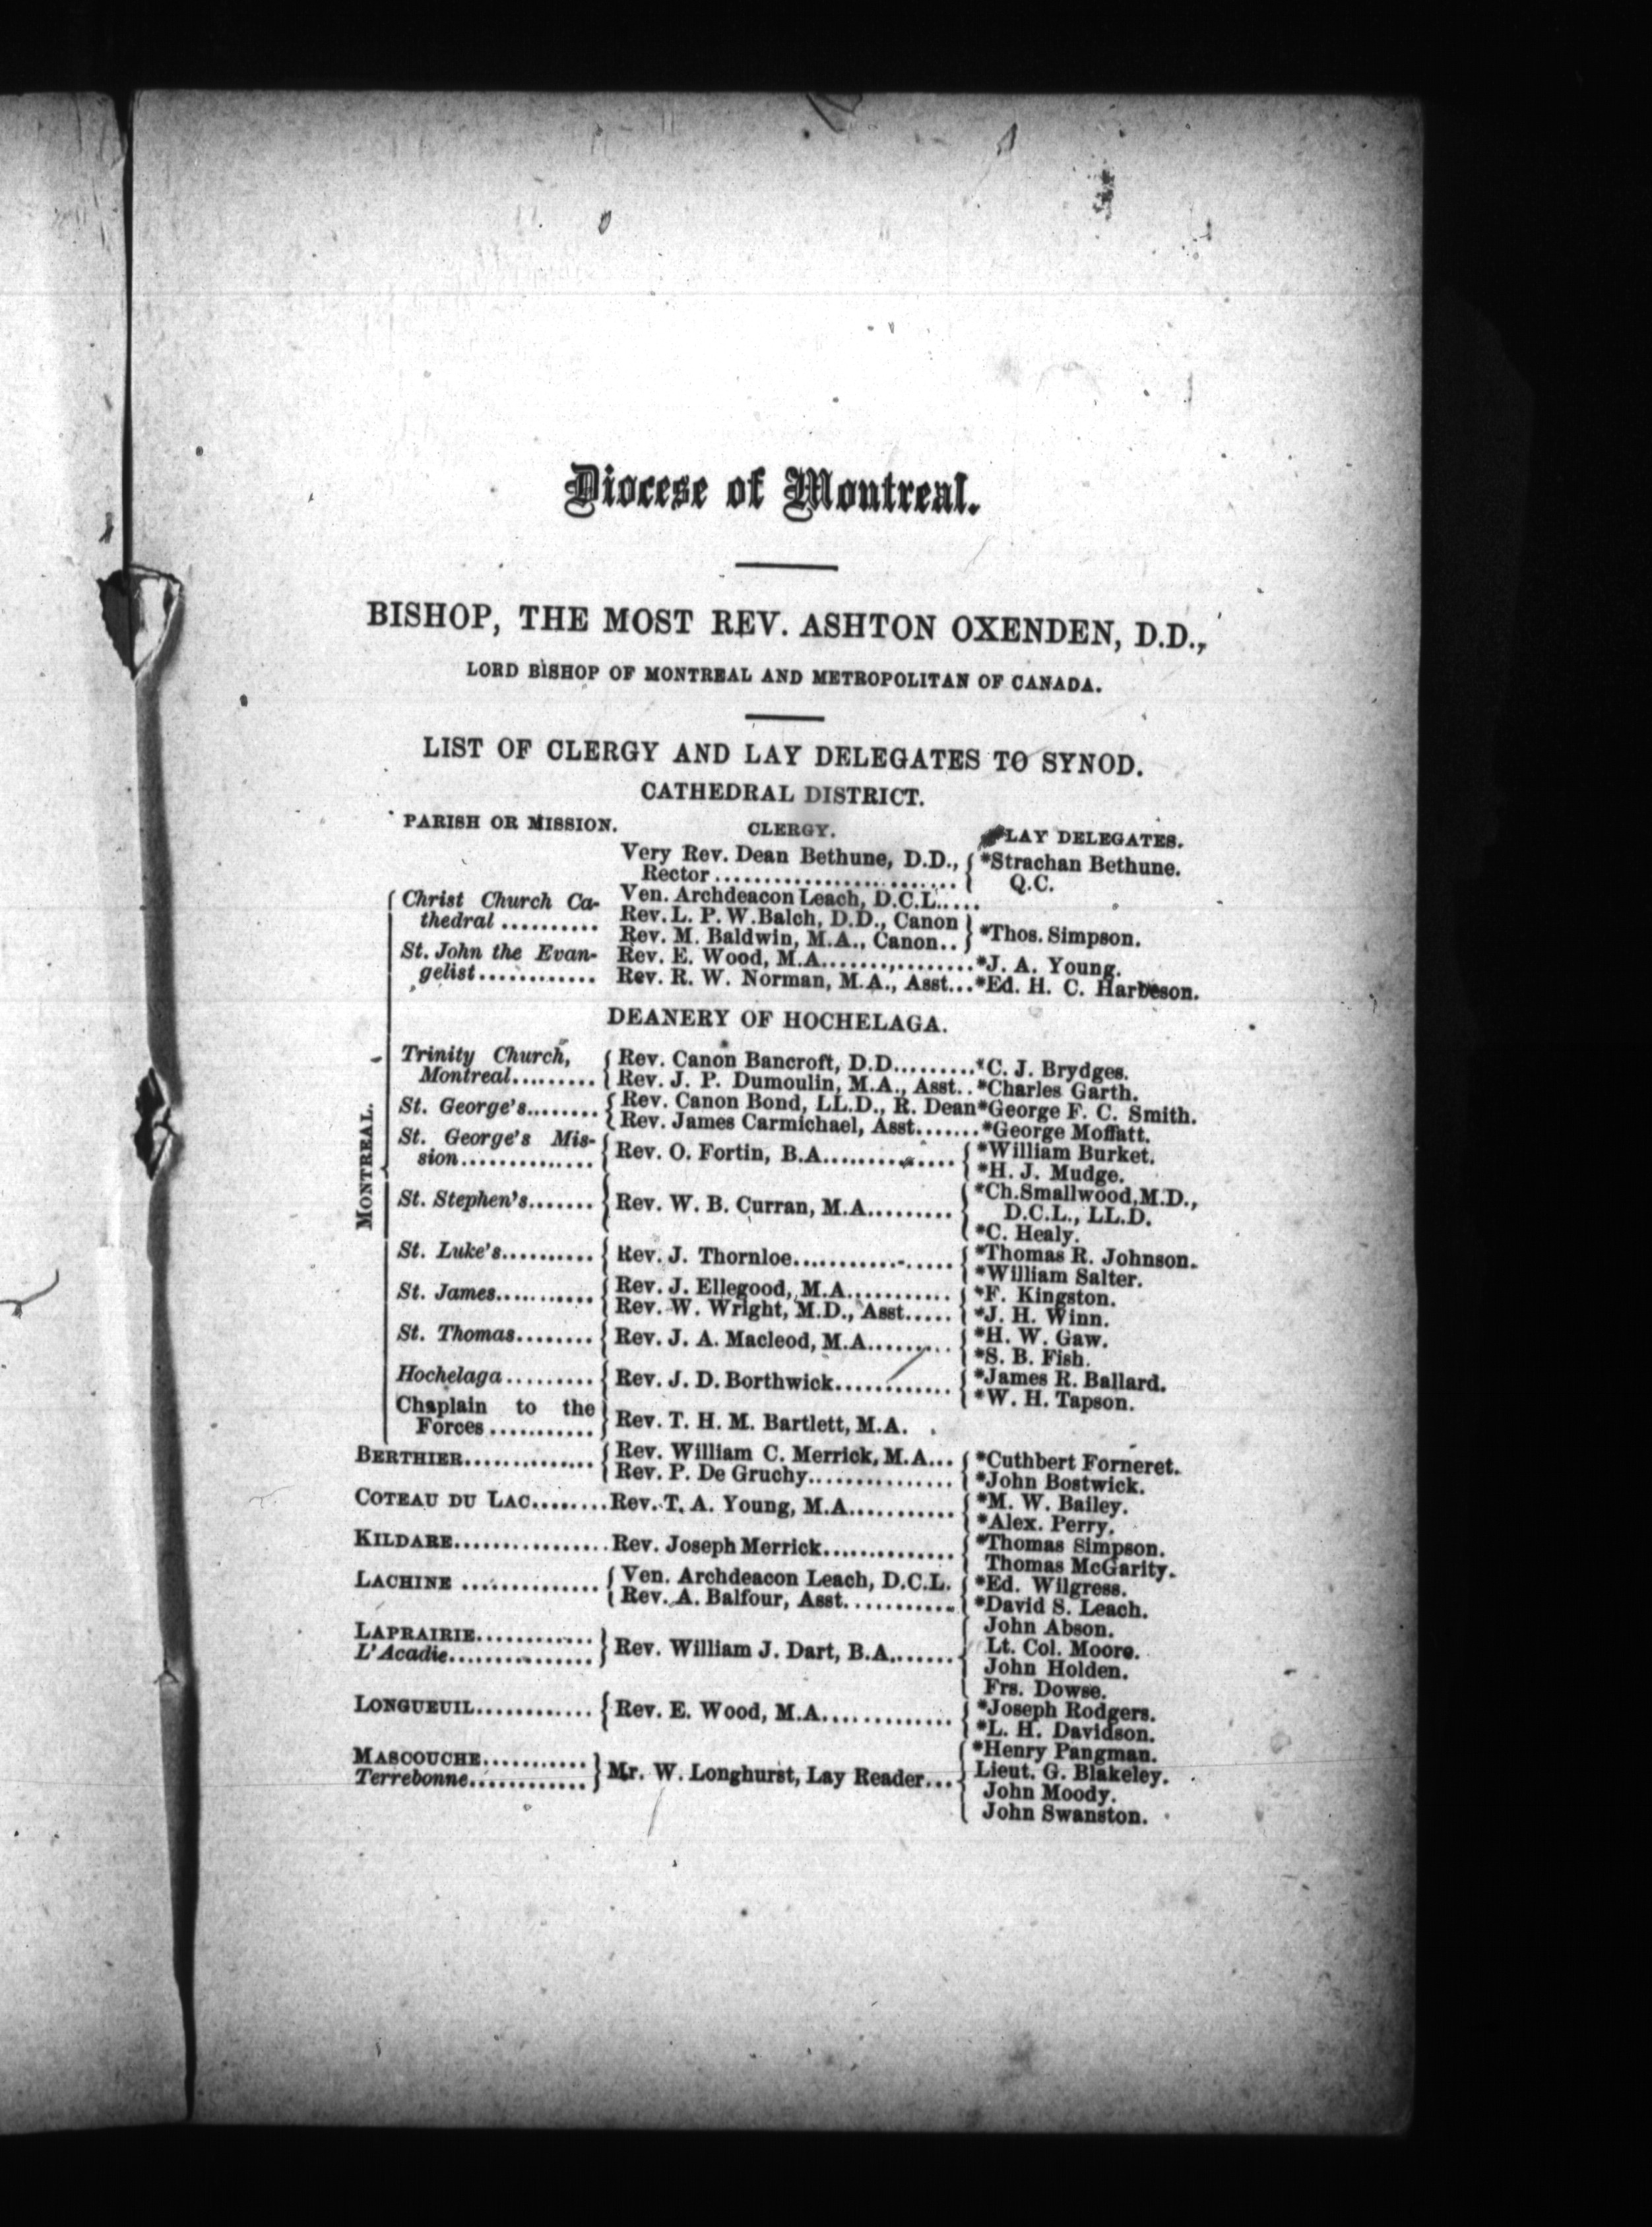 Diocese of Montreal.
BISHOP, THE MOST REV. ASHTON OXENDEN, D.D.,
LORD BISHOP OF MONTREAL AND METROPOLITAN OF CANADA.
LIST OF CLERGY AND LAY DELEGATES TO SYNOD.
CATHEDRAL DISTRICT.
PARISH OR MISSION. CLERGY. LAY DELEGATES.
Very Rev. Dean Bethune, D.D., { *Strachan Bethune.
Rector.......................... { Q.C.
Christ Church Ca- Ven. Archdeacon Leach, D.C.L.....
thedral .......... Rev. L. P. W. Balch, D.D., Canon }
Rev. M. Baldwin, M.A., Canon.. } *Thos. Simpson.
St. John the Evan- Rev. E. Wood, M.A.................*J. A. Young.
gelist............ Rev. R. W. Norman, M.A., Asst...*Ed. H. C. Harbeson.
DEANERY OF HOCHELAGA.
MONTREAL.
Trinity Church, { Rev. Canon Bancroft, D.D.........*C. J. Brydges.
Montreal......... { Rev. J. P. Dumoulin, M.A., Asst..*Charles Garth.
St. George's........ { Rev. Canon Bond, LL.D., R. Dean*George F. C. Smith.
{ Rev. James Carmichael, Asst.......*George Moffatt.
St. George's Mis- { Rev. O. Fortin, B.A.............. { *William Burket.
sion.............. { *H. J. Mudge.
St. Stephen's....... { Rev. W. B. Curran, M.A......... { *Ch. Smallwood, M.D.,
D.C.L., LL.D.
*C. Healy.
St. Luke's.......... { Rev. J. Thornloe.................. { *Thomas R. Johnson.
*William Salter.
St. James........... { Rev. J. Ellegood, M.A........... { *F. Kingston.
{ Rev. W. Wright, M.D., Asst..... { *J. H. Winn.
St. Thomas........ { Rev. J. A. Macleod, M.A......... { *H. W. Gaw.
*S. B. Fish.
Hochelaga......... { Rev. J. D. Borthwick............. { *James R. Ballard.
*W. H. Tapson.
Chaplain to the }
Forces........... } Rev. T. H. M. Bartlett, M.A.
BERTHIER.............. { Rev. William C. Merrick, M.A... { *Cuthbert Forneret.
{ Rev. P. De Gruchy................ { *John Bostwick.
COTEAU DU LAC........Rev. T. A. Young, M.A........... { *M. W. Bailey.
*Alex. Perry.
KILDARE................Rev. Joseph Merrick.............. { *Thomas Simpson.
Thomas McGarity.
LACHINE .............. { Ven. Archdeacon Leach, D.C.L. { *Ed. Wilgress.
{ Rev. A. Balfour, Asst............ { *David S. Leach.
LAPRAIRIE............ } John Abson.
L'Acadie............... } Rev. William J. Dart, B.A....... { Lt. Col. Moore.
John Holden.
Frs. Dowse.
LONGUEUIL............ { Rev. E. Wood, M.A.............. { *Joseph Rodgers.
*L. H. Davidson.
MASCOUCHE........... } *Henry Pangman.
Terrebonne............ } Mr. W. Longhurst, Lay Reader... { Lieut. G. Blakeley.
John Moody.
John Swanston.